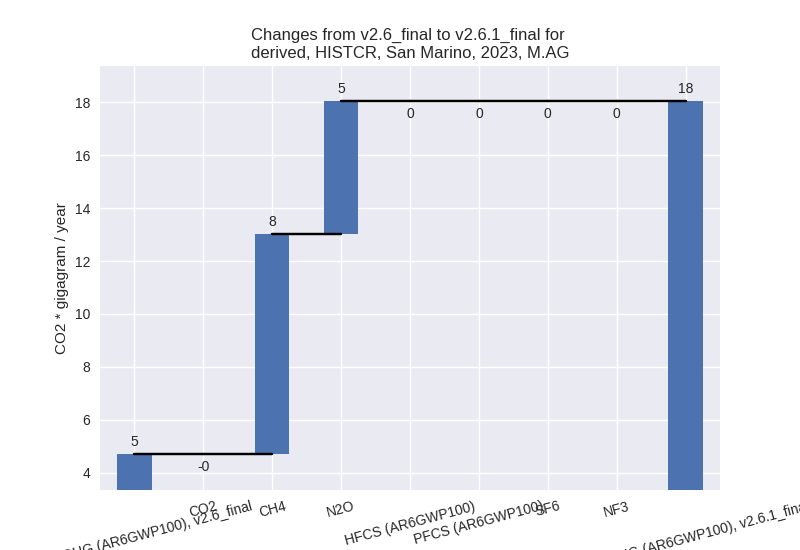 Changes from v2.6_final to v2.6.1_final for
derived, HISTCR, San Marino, 2023, M.AG
CO2 * gigagram / year
18
16
14
12
10
8
6
4
5
-0
8
5
0
0
0
0
18
(AR6GWP100), v2.6_final
CO2
CH4
N2O
HFCS (AR6GWP100)
PFCS (AR6GWP100)
SF6
NF3
(AR6GWP100), v2.6.1_final